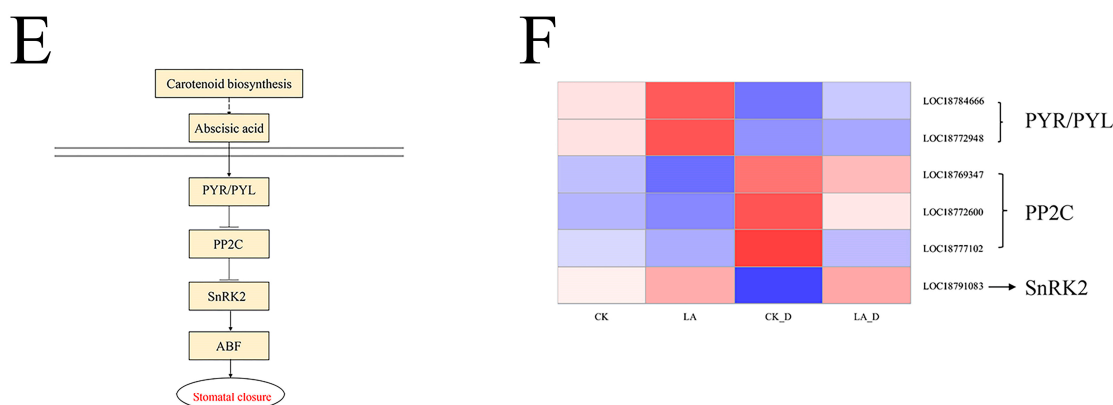 E
Carotenoid biosynthesis
Abscisic acid
PYR/PYL
PP2C
SnRK2
ABF
Stomatal closure
F
LOC18784666
LOC18772948
PYR/PYL
LOC18769347
LOC18772600
LOC18777102
PP2C
LOC18791083
SnRK2
CK LA CK_D LA_D